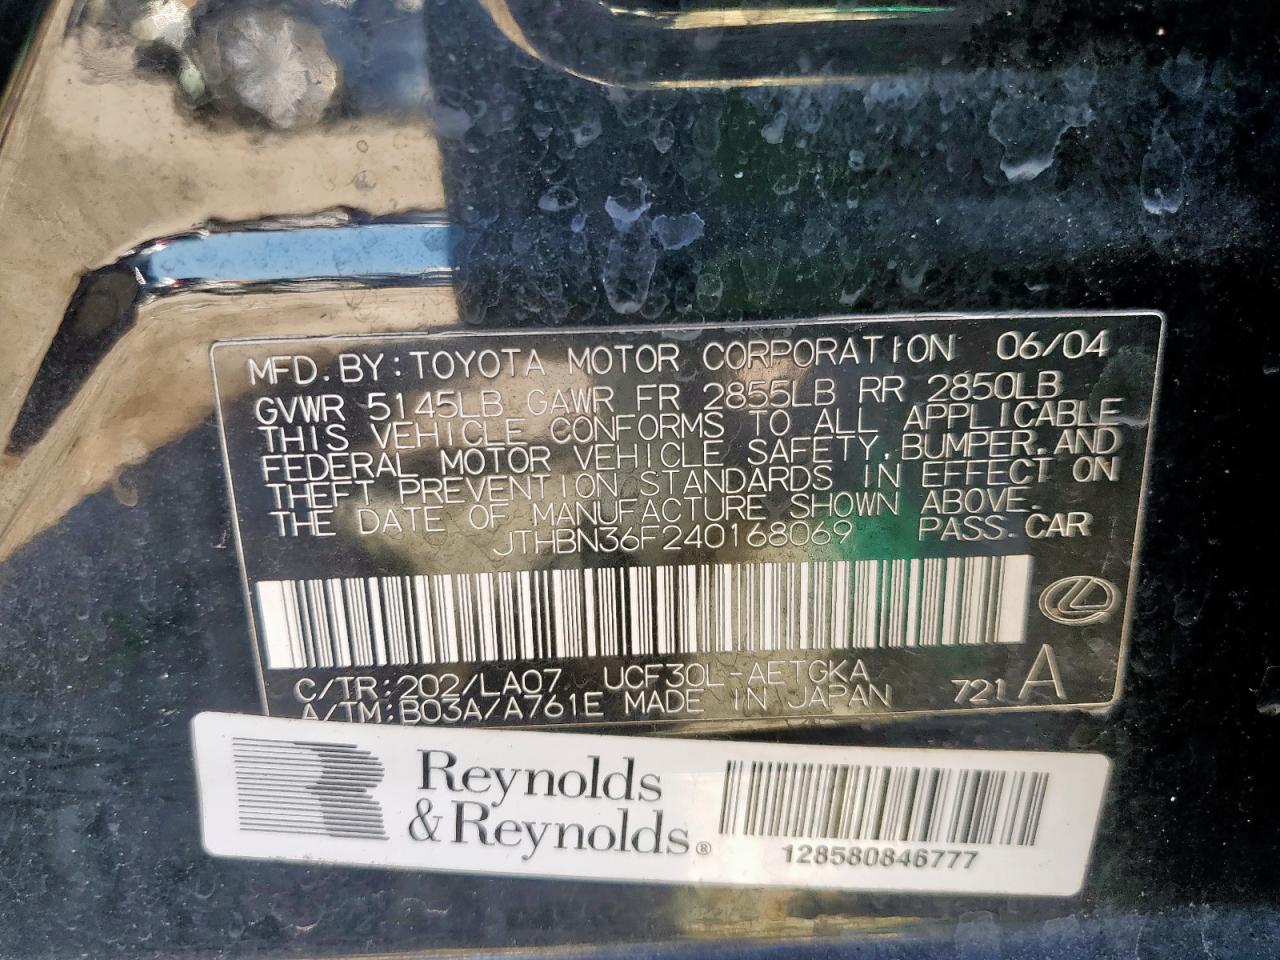 MFD. BY: TOYOTA MOTOR CORPORATION 06/04
GVWR 5145LB GAWR FR 2855LB RR 2850LB
THIS VEHICLE CONFORMS TO ALL APPLICABLE
FEDERAL MOTOR VEHICLE SAFETY, BUMPER, AND
THEFT PREVENTION STANDARDS IN EFFECT ON
THE DATE OF MANUFACTURE SHOWN ABOVE.
JTHBN36F240168069 PASS. CAR
C/TR: 202/LA07 UCF30L-AETGKA
A/TM: B03A/A761E MADE IN JAPAN 721 A
Reynolds
&Reynolds®
128580846777